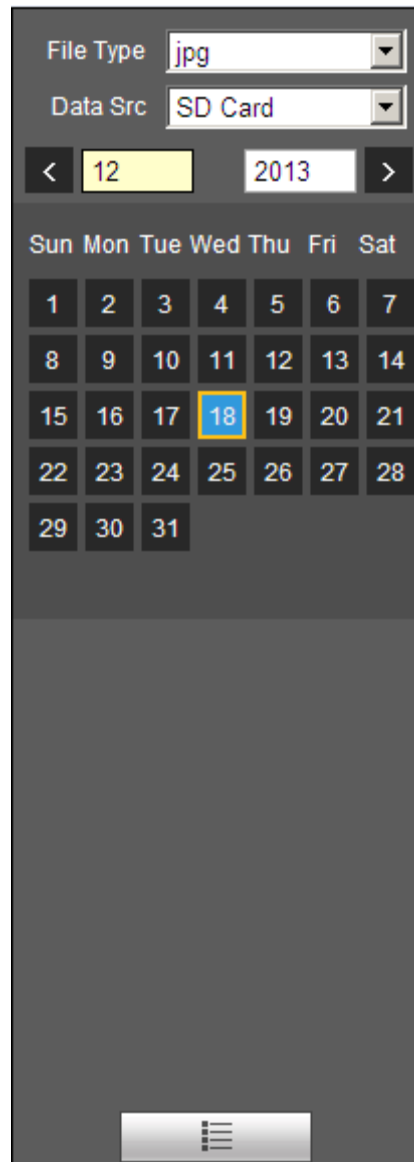 File Type jpg
Data Src SD Card
< 12 2013 >
Sun Mon Tue Wed Thu Fri Sat
1 2 3 4 5 6 7
8 9 10 11 12 13 14
15 16 17 18 19 20 21
22 23 24 25 26 27 28
29 30 31